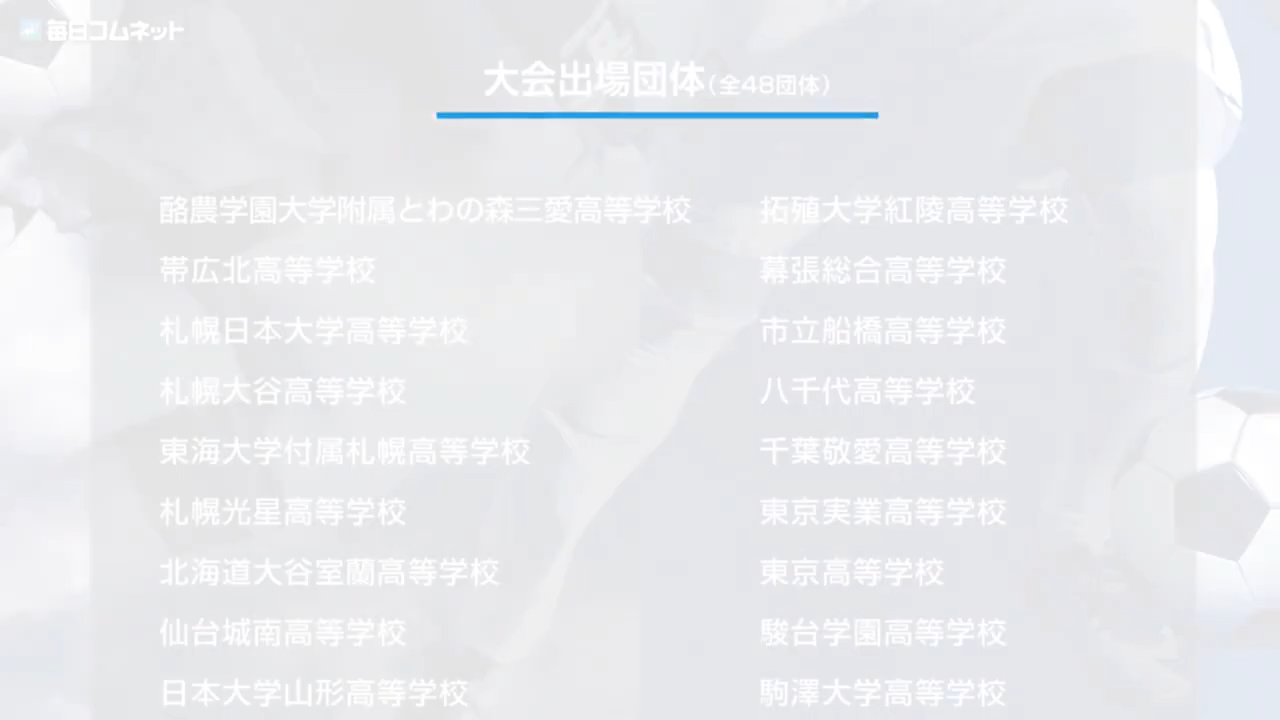 毎日コムネット
大会出場団体(全48団体)
酪農学園大学附属とわの森三愛高等学校
帯広北高等学校
札幌日本大学高等学校
札幌大谷高等学校
東海大学付属札幌高等学校
札幌光星高等学校
北海道大谷室蘭高等学校
仙台城南高等学校
日本大学山形高等学校
拓殖大学紅陵高等学校
幕張総合高等学校
市立船橋高等学校
八千代高等学校
千葉敬愛高等学校
東京実業高等学校
東京高等学校
駿台学園高等学校
駒澤大学高等学校